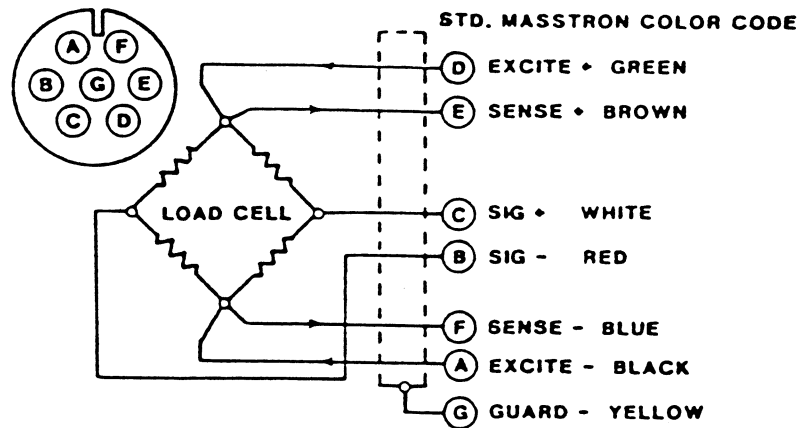 STD. MASSTRON COLOR CODE
A F
B G E
C D
D EXCITE + GREEN
E SENSE + BROWN
LOAD CELL
C SIG + WHITE
B SIG - RED
F SENSE - BLUE
A EXCITE - BLACK
G GUARD - YELLOW